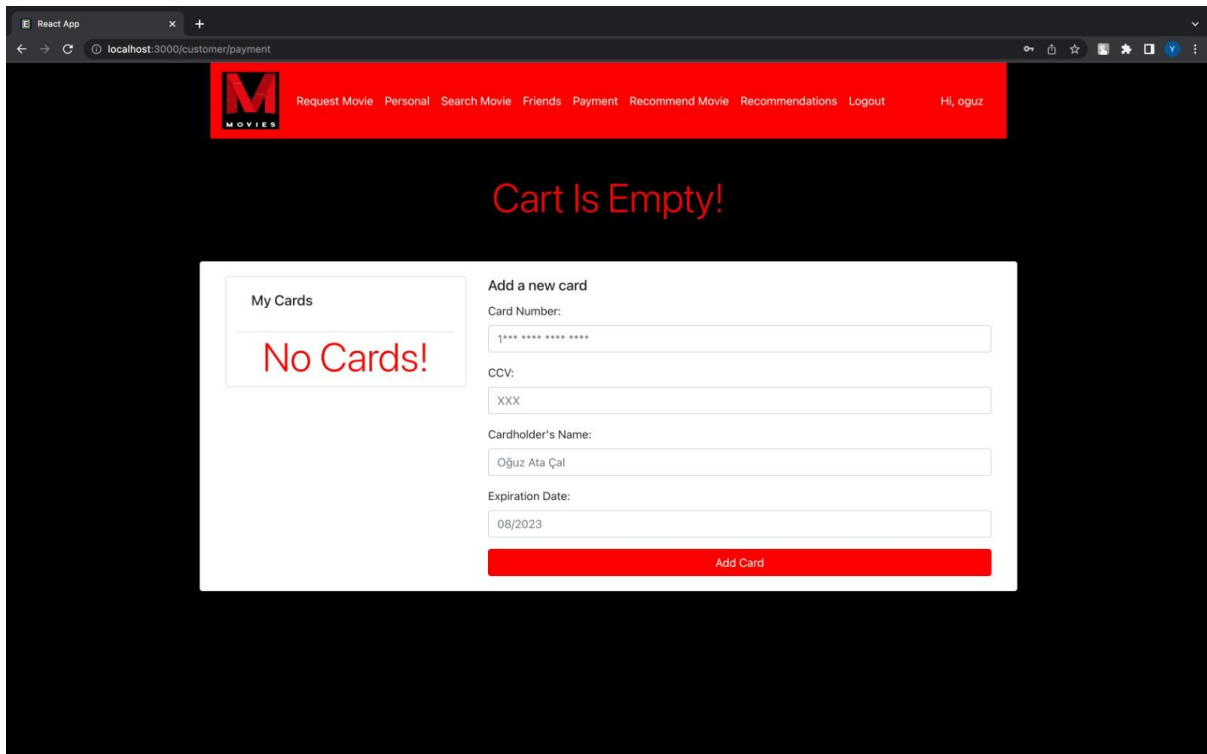 React App
localhost:3000/customer/payment
Y
M
MOVIES
Request Movie Personal Search Movie Friends Payment Recommend Movie Recommendations Logout Hi, oguz
Cart Is Empty!
My Cards
No Cards!
Add a new card
Card Number:
1*** **** **** ****
CCV:
XXX
Cardholder's Name:
Oğuz Ata Çal
Expiration Date:
08/2023
Add Card